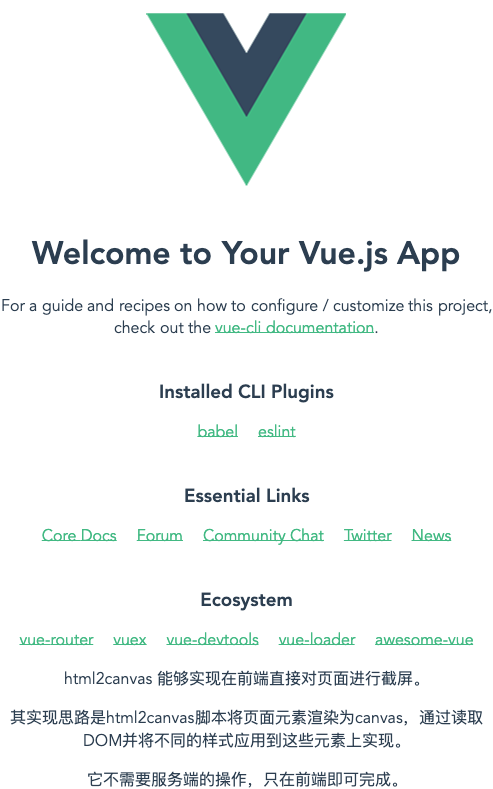 Welcome to Your Vue.js App
For a guide and recipes on how to configure / customize this project,
check out the vue-cli documentation.
Installed CLI Plugins
babel eslint
Essential Links
Core Docs Forum Community Chat Twitter News
Ecosystem
vue-router vuex vue-devtools vue-loader awesome-vue
html2canvas 能够实现在前端直接对页面进行截屏。
其实现思路是html2canvas脚本将页面元素渲染为canvas，通过读取
DOM并将不同的样式应用到这些元素上实现。
它不需要服务端的操作，只在前端即可完成。